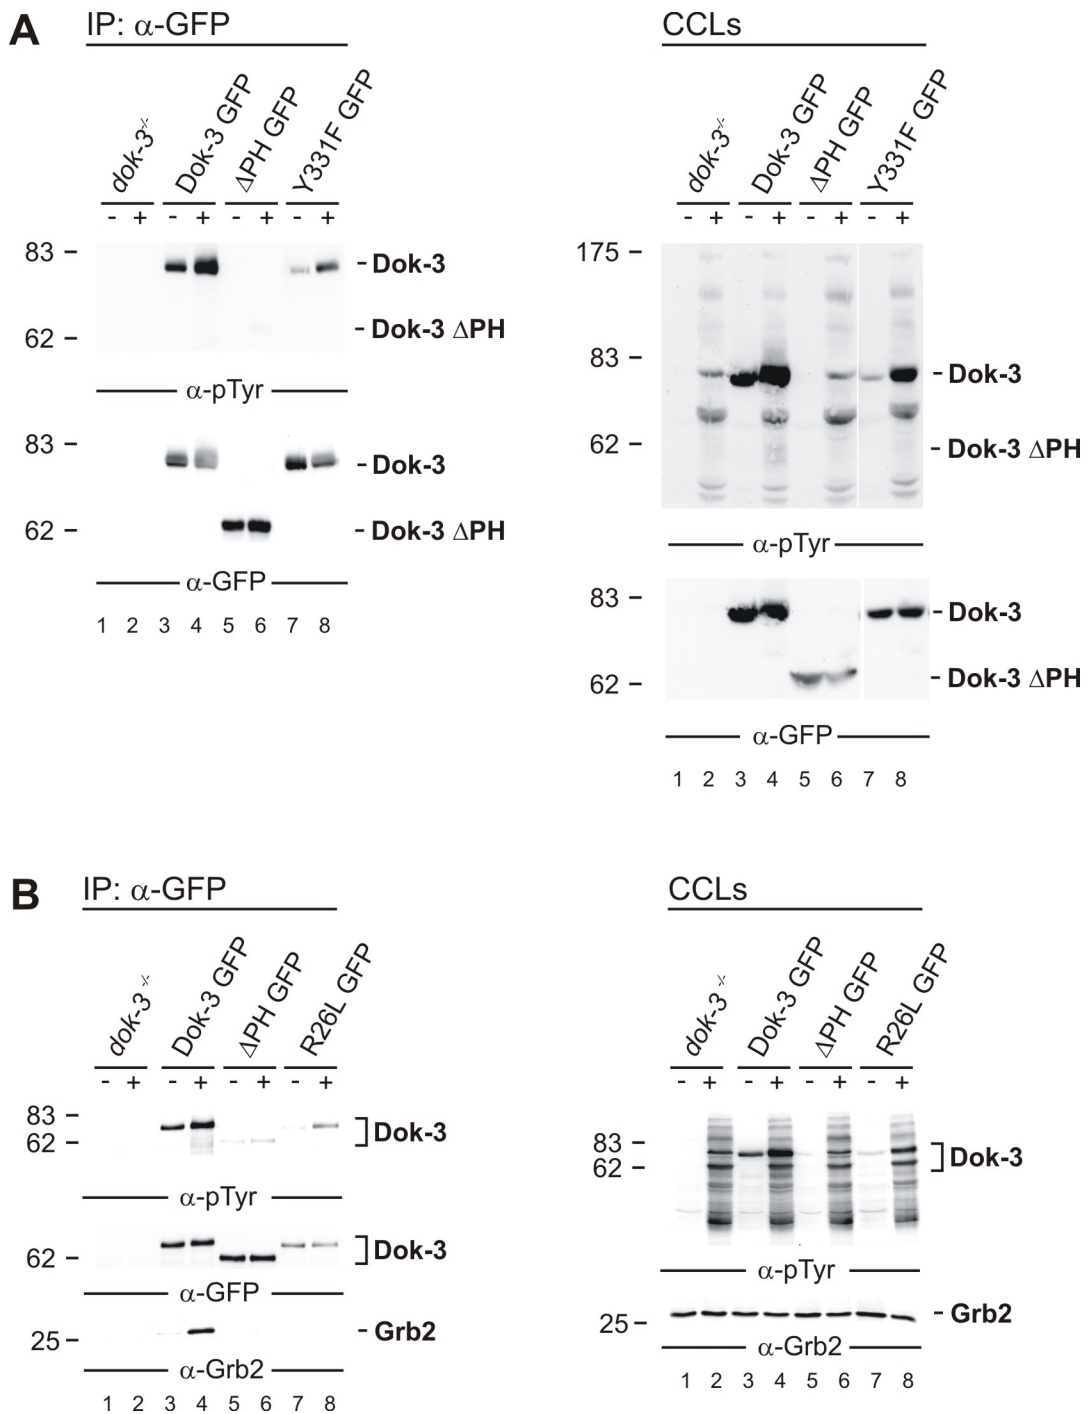 A
IP: α-GFP
dok-3-/-
Dok-3 GFP
ΔPH GFP
Y331F GFP
- + - + - + - +
83
Dok-3
62
Dok-3 ΔPH
α-pTyr
83
Dok-3
62
Dok-3 ΔPH
α-GFP
1 2 3 4 5 6 7 8
CCLs
dok-3-/-
Dok-3 GFP
ΔPH GFP
Y331F GFP
- + - + - + - +
175
83
Dok-3
62
Dok-3 ΔPH
α-pTyr
83
Dok-3
62
Dok-3 ΔPH
α-GFP
1 2 3 4 5 6 7 8
B
IP: α-GFP
dok-3 -/-
Dok-3 GFP
ΔPH GFP
R26L GFP
- + - + - + - +
83
62
Dok-3
α-pTyr
62
Dok-3
α-GFP
25
Grb2
α-Grb2
1 2 3 4 5 6 7 8
CCLs
dok-3 -/-
Dok-3 GFP
ΔPH GFP
R26L GFP
- + - + - + - +
83
62
Dok-3
α-pTyr
25
Grb2
α-Grb2
1 2 3 4 5 6 7 8